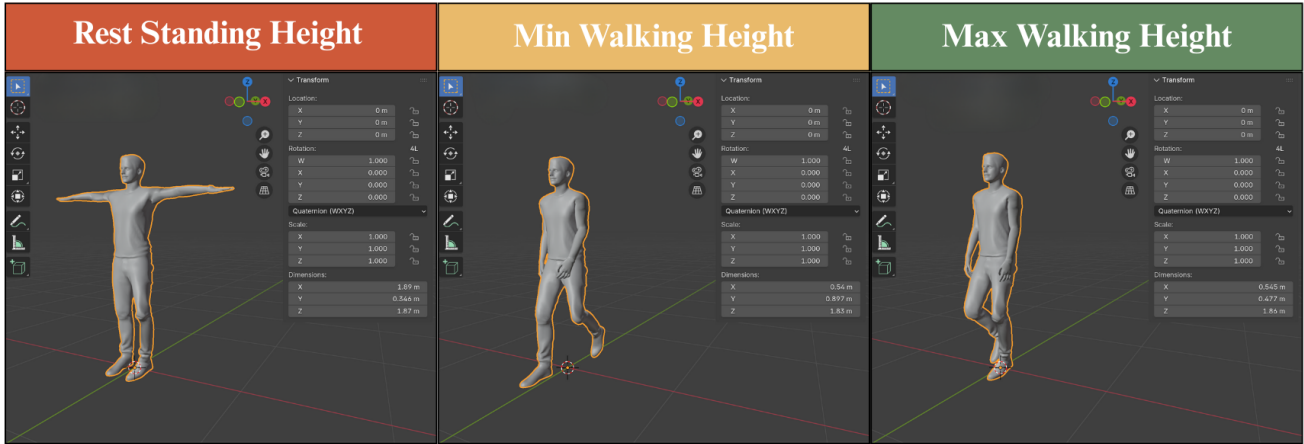 Rest Standing Height
Min Walking Height
Max Walking Height
Transform
Location:
X 0 m
Y 0 m
Z 0 m
Rotation: 4L
W 1.000
X 0.000
Y 0.000
Z 0.000
Quaternion (WXYZ)
Scale:
X 1.000
Y 1.000
Z 1.000
Dimensions:
X 1.89 m
Y 0.346 m
Z 1.87 m
Z
Y
X
Transform
Location:
X 0 m
Y 0 m
Z 0 m
Rotation: 4L
W 1.000
X 0.000
Y 0.000
Z 0.000
Quaternion (WXYZ)
Scale:
X 1.000
Y 1.000
Z 1.000
Dimensions:
X 0.54 m
Y 0.897 m
Z 1.83 m
Z
Y
X
Transform
Location:
X 0 m
Y 0 m
Z 0 m
Rotation: 4L
W 1.000
X 0.000
Y 0.000
Z 0.000
Quaternion (WXYZ)
Scale:
X 1.000
Y 1.000
Z 1.000
Dimensions:
X 0.545 m
Y 0.477 m
Z 1.86 m
Z
Y
X